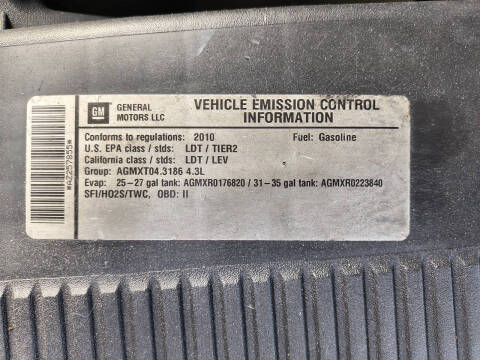 GM
GENERAL
MOTORS LLC
VEHICLE EMISSION CONTROL
INFORMATION
Conforms to regulations: 2010 Fuel: Gasoline
U.S. EPA class / stds: LDT / TIER2
California class / stds: LDT / LEV
Group: AGMXT04.3186 4.3L
Evap: 25-27 gal tank: AGMXR0176820 / 31-35 gal tank: AGMXR0223840
SFI/HO2S/TWC, OBD: II
*AZ257855*